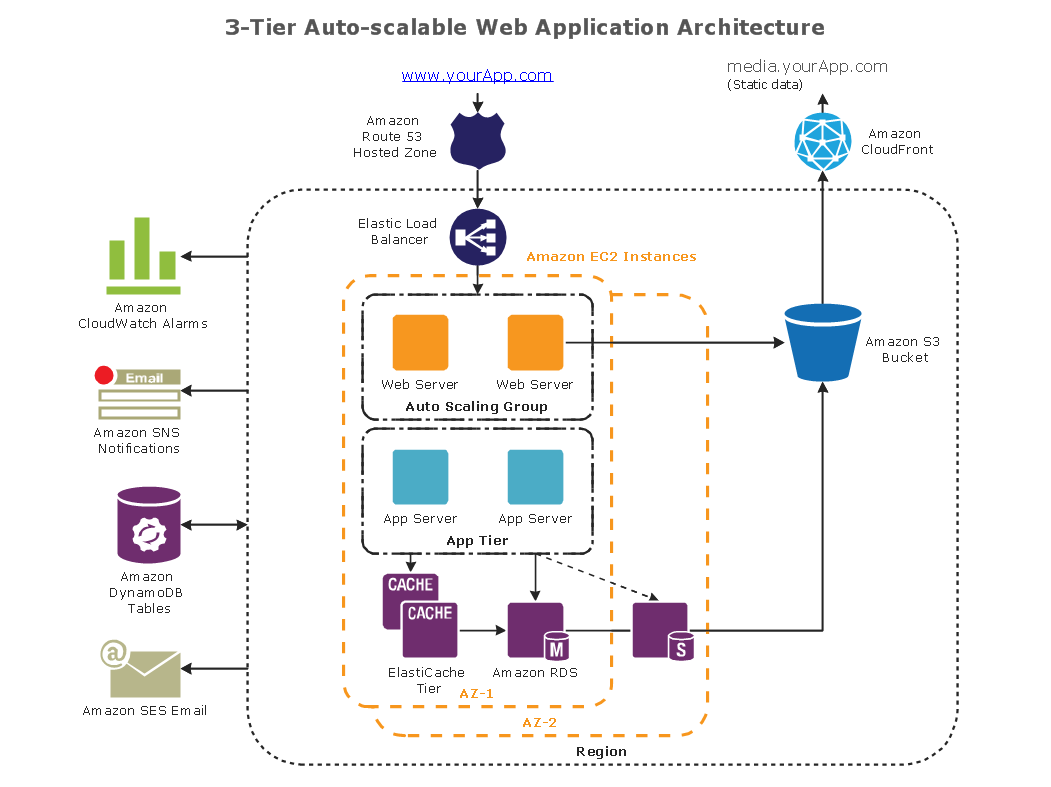 3-Tier Auto-scalable Web Application Architecture
www.yourApp.com
media.yourApp.com
(Static data)
Amazon
Route 53
Hosted Zone
Amazon
CloudFront
Elastic Load
Balancer
Amazon EC2 Instances
Amazon
CloudWatch Alarms
Web Server
Web Server
Auto Scaling Group
Amazon S3
Bucket
Email
Amazon SNS
Notifications
App Server
App Server
App Tier
Amazon
DynamoDB
Tables
CACHE
CACHE
M
S
ElastiCache
Tier
Amazon RDS
@
Amazon SES Email
AZ-1
AZ-2
Region